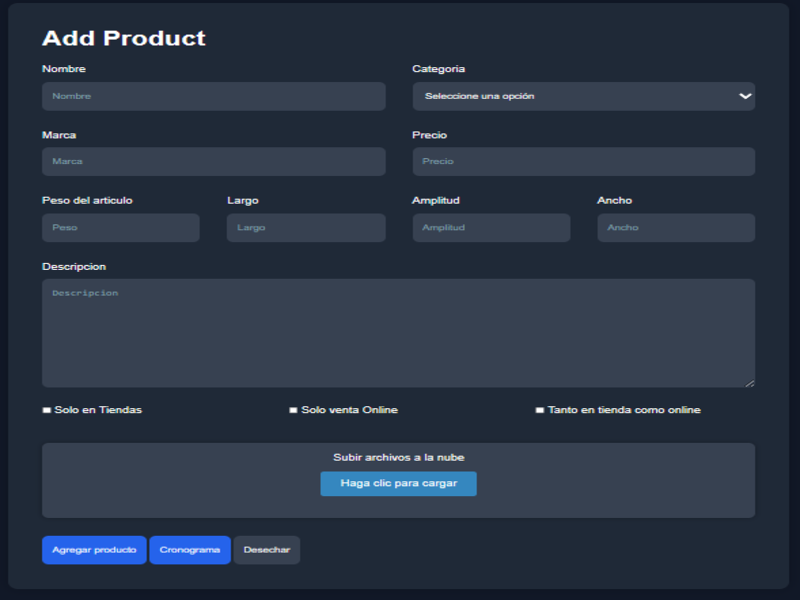 Add Product
Nombre
Categoria
Nombre
Seleccione una opción
Marca
Precio
Marca
Precio
Peso del articulo
Largo
Amplitud
Ancho
Peso
Largo
Amplitud
Ancho
Descripcion
Descripcion
Solo en Tiendas
Solo venta Online
Tanto en tienda como online
Subir archivos a la nube
Haga clic para cargar
Agregar producto
Cronograma
Desechar